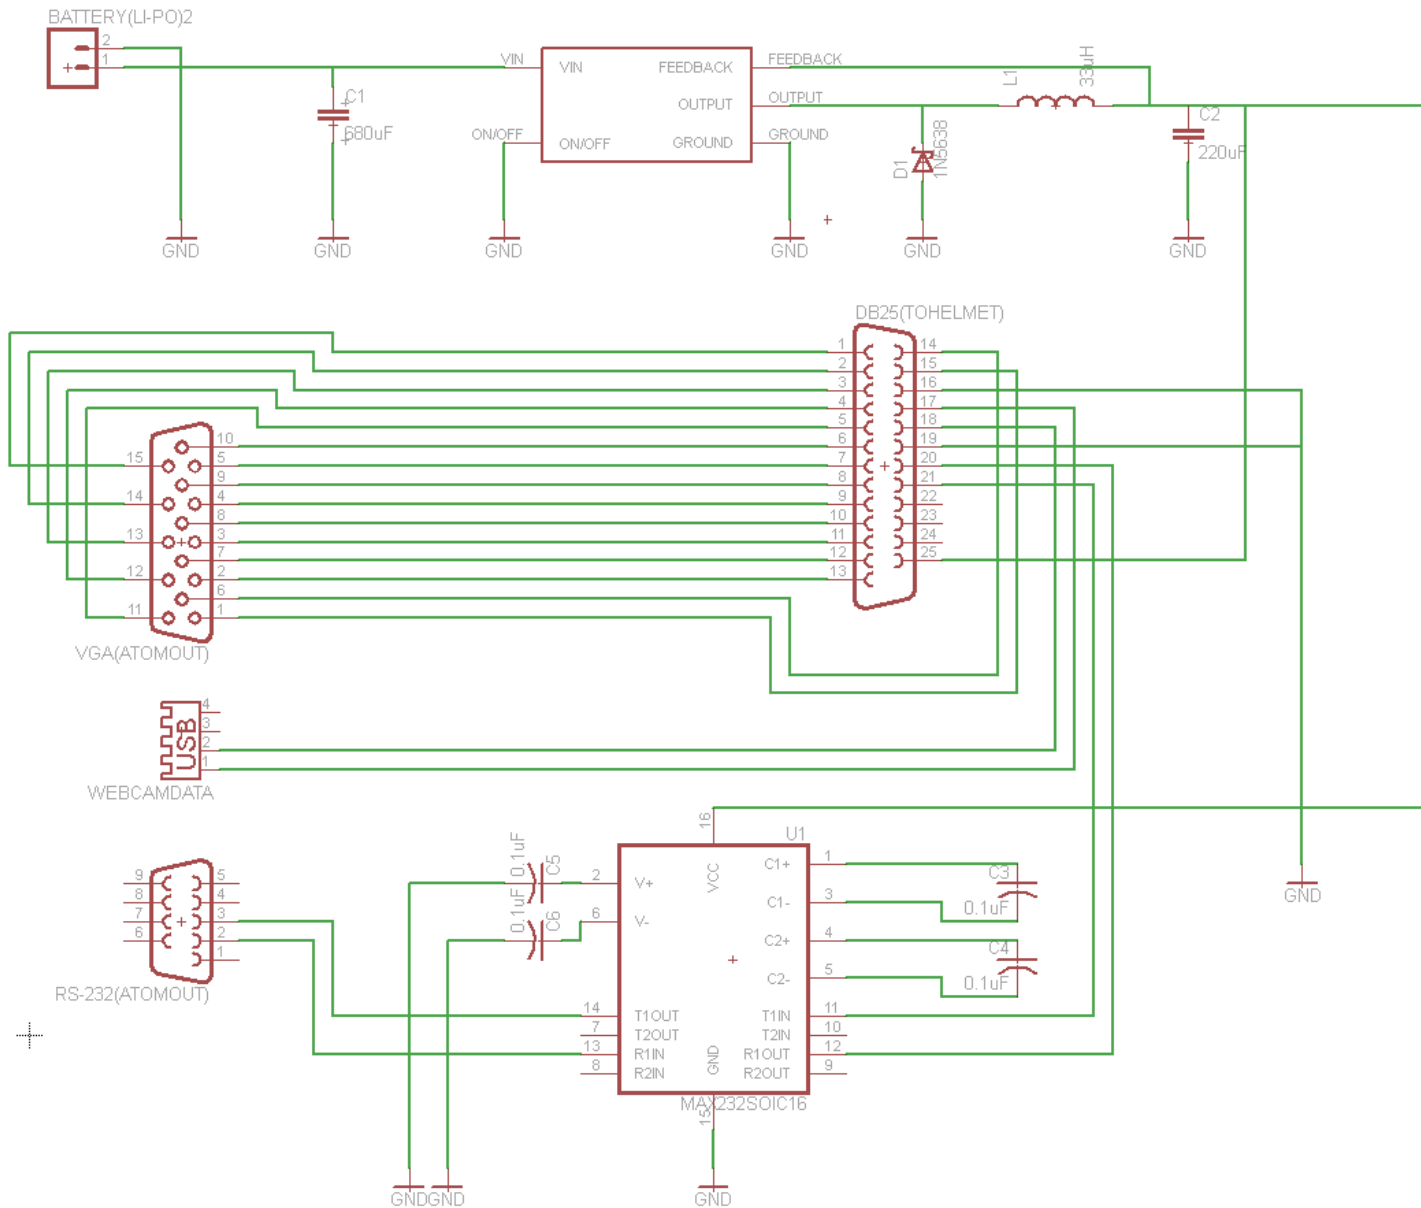 BATTERY(LI-PO)2
2
1
C1
680uF
VIN
ON/OFF
VIN
ON/OFF
FEEDBACK
OUTPUT
GROUND
FEEDBACK
OUTPUT
GROUND
L1
33uH
D1
1N5638
C2
220uF
GND
GND
GND
GND
GND
GND
DB25(TOHELMET)
1
2
3
4
5
6
7
8
9
10
11
12
13
14
15
16
17
18
19
20
21
22
23
24
25
15
14
13
12
11
10
5
9
4
8
3
7
2
6
1
VGA(ATOMOUT)
4
3
2
1
USB
WEBCAMDATA
9
8
7
6
5
4
3
2
1
RS-232(ATOMOUT)
0.1uF
C5
0.1uF
C6
16
U1
2
6
14
7
13
8
V+
V-
T1OUT
T2OUT
R1IN
R2IN
VCC
GND
C1+
C1-
C2+
C2-
T1IN
T2IN
R1OUT
R2OUT
1
3
4
5
11
10
12
9
C3
0.1uF
C4
0.1uF
GND
MAX232SOIC16
15
GND
GND
GND